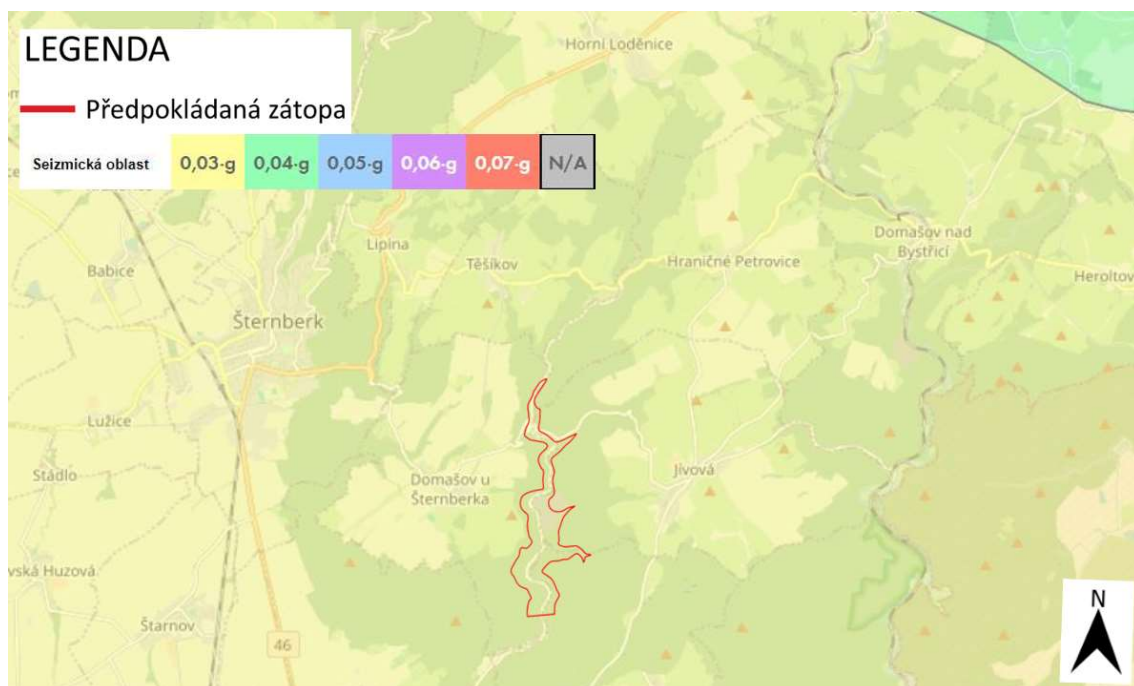 LEGENDA
Předpokládaná zátopa
Seizmická oblast 0,03·g 0,04·g 0,05·g 0,06·g 0,07·g N/A
Horní Loděnice
Domašov nad
Bystřicí
Lipina
Těšíkov
Hraničné Petrovice
Babice
Heroltov
Šternberk
Lužice
Stádlo
Domašov u
Šternberka
Jívová
vská Huzová
Štarnov
46
N